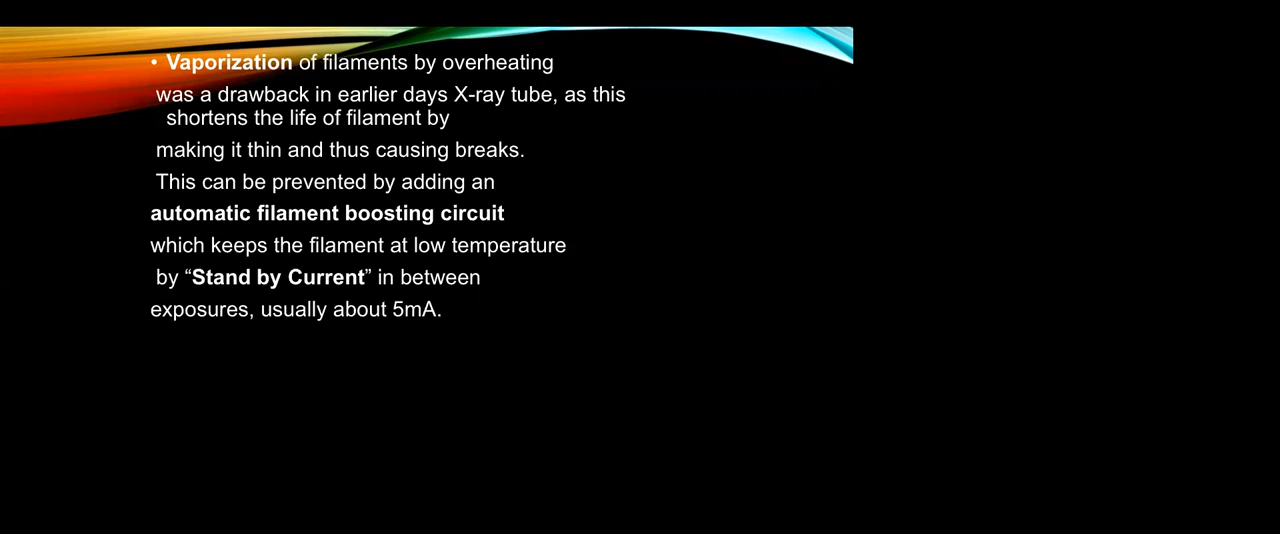 • Vaporization of filaments by overheating
was a drawback in earlier days X-ray tube, as this
shortens the life of filament by
making it thin and thus causing breaks.
This can be prevented by adding an
automatic filament boosting circuit
which keeps the filament at low temperature
by “Stand by Current” in between
exposures, usually about 5mA.